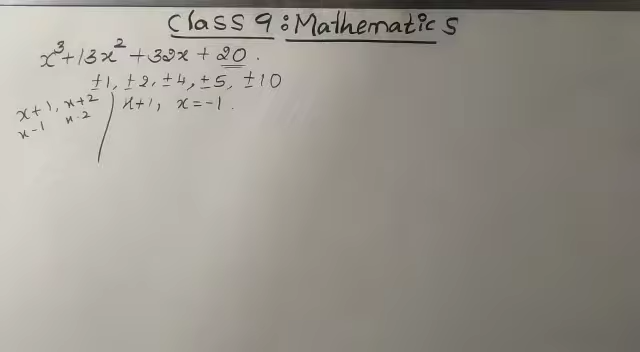 Class 9 : Mathematics
x³+13x²+32x+20.
±1, ±2, ±4, ±5, ±10
x+1, x+2
x-1 x-2
x+1, x=-1.